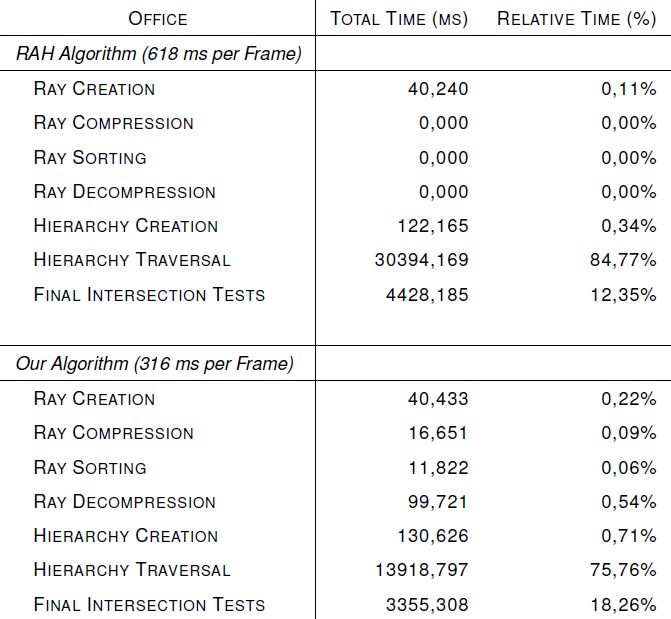 OFFICE TOTAL TIME (MS) RELATIVE TIME (%)
RAH Algorithm (618 ms per Frame)
RAY CREATION 40,240 0,11%
RAY COMPRESSION 0,000 0,00%
RAY SORTING 0,000 0,00%
RAY DECOMPRESSION 0,000 0,00%
HIERARCHY CREATION 122,165 0,34%
HIERARCHY TRAVERSAL 30394,169 84,77%
FINAL INTERSECTION TESTS 4428,185 12,35%
Our Algorithm (316 ms per Frame)
RAY CREATION 40,433 0,22%
RAY COMPRESSION 16,651 0,09%
RAY SORTING 11,822 0,06%
RAY DECOMPRESSION 99,721 0,54%
HIERARCHY CREATION 130,626 0,71%
HIERARCHY TRAVERSAL 13918,797 75,76%
FINAL INTERSECTION TESTS 3355,308 18,26%